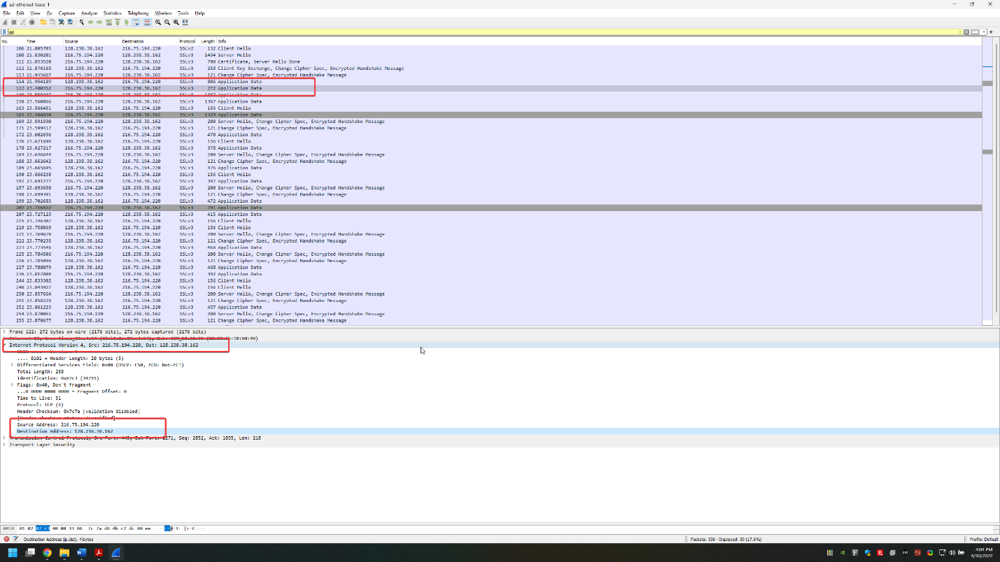 ssl-ethereal-trace-1
File Edit View Go Capture Analyze Statistics Telephony Wireless Tools Help
ssl
No. Time Source Destination Protocol Length Info
106 21.805705 128.238.38.162 216.75.194.220 SSLv2 132 Client Hello
108 21.830201 216.75.194.220 128.238.38.162 SSLv3 1434 Server Hello
111 21.853520 216.75.194.220 128.238.38.162 SSLv3 790 Certificate, Server Hello Done
112 21.876168 128.238.38.162 216.75.194.220 SSLv3 258 Client Key Exchange, Change Cipher Spec, Encrypted Handshake Message
113 21.945667 216.75.194.220 128.238.38.162 SSLv3 121 Change Cipher Spec, Encrypted Handshake Message
114 21.954189 128.238.38.162 216.75.194.220 SSLv3 806 Application Data
122 23.480352 216.75.194.220 128.238.38.162 SSLv3 272 Application Data
149 23.559497 216.75.194.220 128.238.38.162 SSLv3 1367 Application Data
158 23.560866 216.75.194.220 128.238.38.162 SSLv3 1367 Application Data
163 23.566451 128.238.38.162 216.75.194.220 SSLv3 156 Client Hello
165 23.586650 216.75.194.220 128.238.38.162 SSLv3 1329 Application Data
169 23.591590 216.75.194.220 128.238.38.162 SSLv3 200 Server Hello, Change Cipher Spec, Encrypted Handshake Message
171 23.599417 128.238.38.162 216.75.194.220 SSLv3 121 Change Cipher Spec, Encrypted Handshake Message
172 23.602696 128.238.38.162 216.75.194.220 SSLv3 470 Application Data
176 23.621694 128.238.38.162 216.75.194.220 SSLv3 156 Client Hello
178 23.627217 216.75.194.220 128.238.38.162 SSLv3 378 Application Data
184 23.646644 216.75.194.220 128.238.38.162 SSLv3 200 Server Hello, Change Cipher Spec, Encrypted Handshake Message
188 23.662642 128.238.38.162 216.75.194.220 SSLv3 121 Change Cipher Spec, Encrypted Handshake Message
189 23.665695 128.238.38.162 216.75.194.220 SSLv3 476 Application Data
190 23.666238 128.238.38.162 216.75.194.220 SSLv3 156 Client Hello
192 23.691277 216.75.194.220 128.238.38.162 SSLv3 347 Application Data
197 23.693698 216.75.194.220 128.238.38.162 SSLv3 200 Server Hello, Change Cipher Spec, Encrypted Handshake Message
198 23.699391 128.238.38.162 216.75.194.220 SSLv3 121 Change Cipher Spec, Encrypted Handshake Message
199 23.702683 128.238.38.162 216.75.194.220 SSLv3 472 Application Data
202 23.716422 216.75.194.220 128.238.38.162 SSLv3 791 Application Data
207 23.727123 216.75.194.220 128.238.38.162 SSLv3 415 Application Data
215 23.746302 128.238.38.162 216.75.194.220 SSLv3 156 Client Hello
219 23.758069 128.238.38.162 216.75.194.220 SSLv3 156 Client Hello
221 23.769670 216.75.194.220 128.238.38.162 SSLv3 200 Server Hello, Change Cipher Spec, Encrypted Handshake Message
222 23.770235 128.238.38.162 216.75.194.220 SSLv3 121 Change Cipher Spec, Encrypted Handshake Message
223 23.773546 128.238.38.162 216.75.194.220 SSLv3 468 Application Data
225 23.784506 216.75.194.220 128.238.38.162 SSLv3 200 Server Hello, Change Cipher Spec, Encrypted Handshake Message
226 23.785098 128.238.38.162 216.75.194.220 SSLv3 121 Change Cipher Spec, Encrypted Handshake Message
227 23.788079 128.238.38.162 216.75.194.220 SSLv3 468 Application Data
236 23.812804 216.75.194.220 128.238.38.162 SSLv3 392 Application Data
244 23.833302 128.238.38.162 216.75.194.220 SSLv3 156 Client Hello
248 23.843927 128.238.38.162 216.75.194.220 SSLv3 156 Client Hello
250 23.857664 216.75.194.220 128.238.38.162 SSLv3 200 Server Hello, Change Cipher Spec, Encrypted Handshake Message
251 23.858228 128.238.38.162 216.75.194.220 SSLv3 121 Change Cipher Spec, Encrypted Handshake Message
252 23.861223 128.238.38.162 216.75.194.220 SSLv3 457 Application Data
254 23.870061 216.75.194.220 128.238.38.162 SSLv3 200 Server Hello, Change Cipher Spec, Encrypted Handshake Message
255 23.870677 128.238.38.162 216.75.194.220 SSLv3 121 Change Cipher Spec, Encrypted Handshake Message
Frame 122: 272 bytes on wire (2176 bits), 272 bytes captured (2176 bits)
Internet Protocol Version 4, Src: 216.75.194.220, Dst: 128.238.38.162
.... 0101 = Header Length: 20 bytes (5)
Differentiated Services Field: 0x00 (DSCP: CS0, ECN: Not-ECT)
Total Length: 258
Identification: 0x87c3 (34755)
Flags: 0x40, Don't fragment
...0 0000 0000 0000 = Fragment Offset: 0
Time to Live: 51
Protocol: TCP (6)
Header Checksum: 0x7c7a [validation disabled]
Source Address: 216.75.194.220
Destination Address: 128.238.38.162
Transmission Control Protocol, Src Port: 443, Dst Port: 2271, Seq: 2852, Ack: 1035, Len: 218
Transport Layer Security
0010 01 02 87 c3 40 00 33 06 7c 7a d8 4b c2 dc 80 ee ····@·3· |z·K····
Destination Address (ip.dst), 4 bytes
Packets: 336 · Displayed: 59 (17.6%)
Profile: Default
4:04 PM
4/30/2022